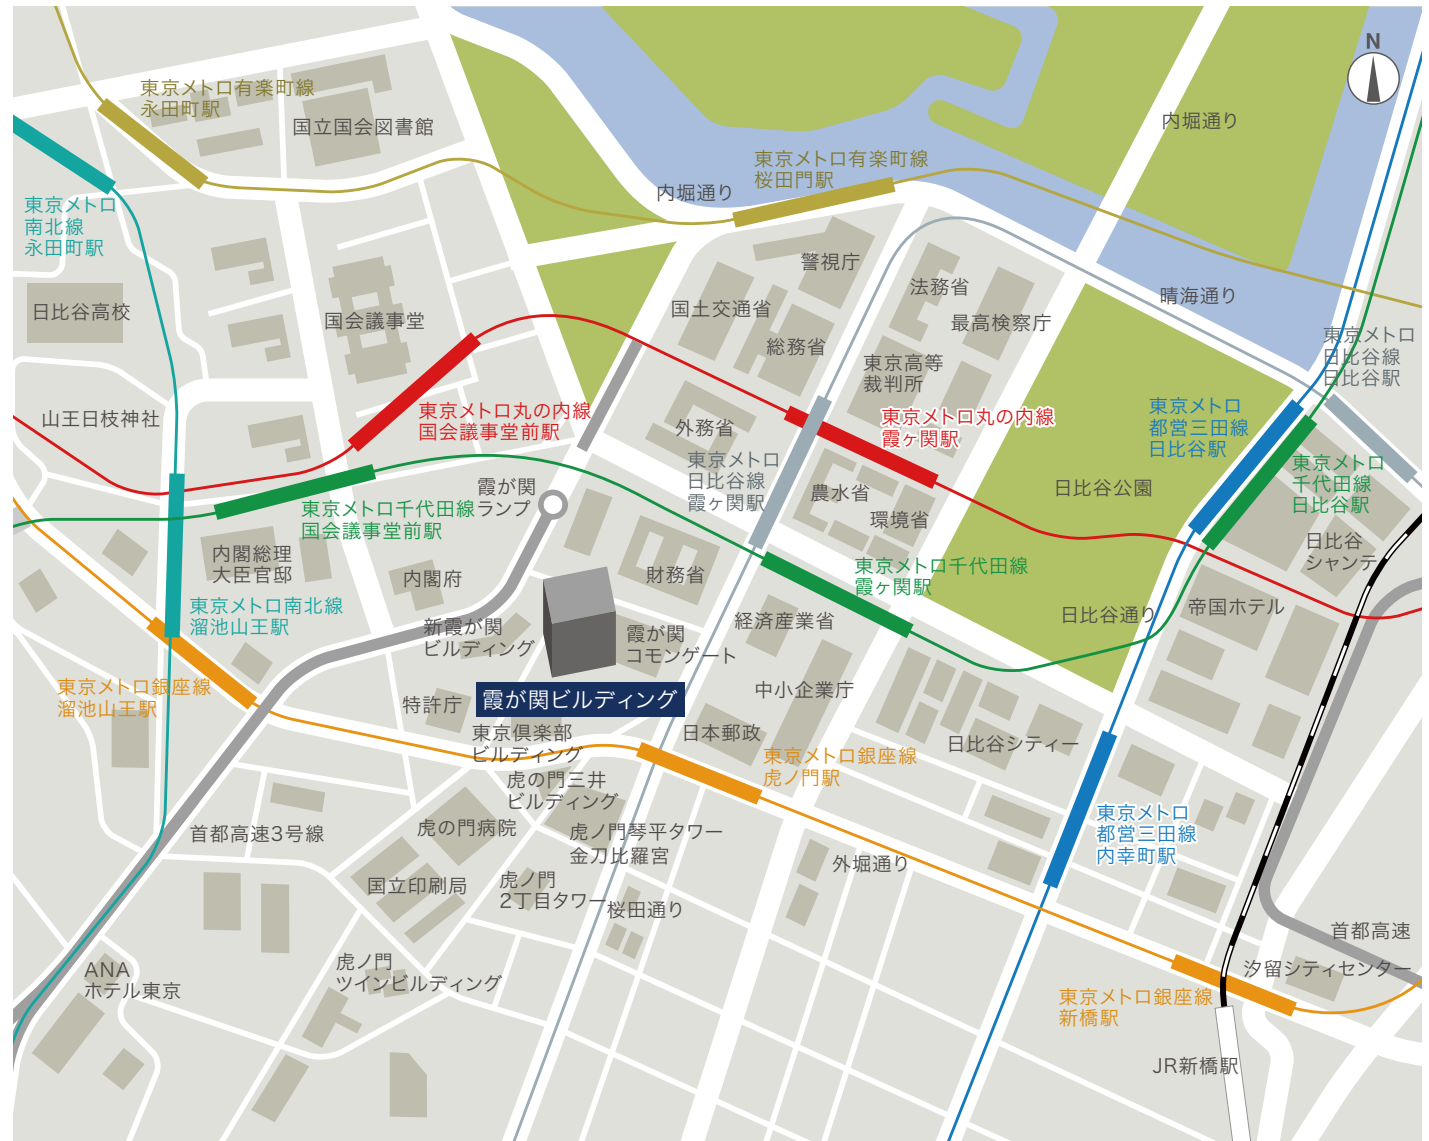 N
東京メトロ有楽町線
永田町駅
国立国会図書館
内堀通り
東京メトロ有楽町線
桜田門駅
内堀通り
東京メトロ
南北線
永田町駅
警視庁
法務省
晴海通り
日比谷高校
国会議事堂
国土交通省
総務省
最高検察庁
東京高等
裁判所
東京メトロ
日比谷線
日比谷駅
山王日枝神社
東京メトロ丸の内線
国会議事堂前駅
外務省
東京メトロ丸の内線
霞ヶ関駅
東京メトロ
都営三田線
日比谷駅
東京メトロ
日比谷線
霞ヶ関駅
東京メトロ
千代田線
日比谷駅
霞が関
ランプ
農水省
環境省
日比谷公園
東京メトロ千代田線
国会議事堂前駅
日比谷
シャンテ
内閣総理
大臣官邸
内閣府
財務省
東京メトロ千代田線
霞ヶ関駅
東京メトロ南北線
溜池山王駅
新霞が関
ビルディング
霞が関
コモンゲート
経済産業省
日比谷通り
帝国ホテル
東京メトロ銀座線
溜池山王駅
特許庁
霞が関ビルディング
中小企業庁
東京倶楽部
ビルディング
日本郵政
東京メトロ銀座線
虎ノ門駅
日比谷シティー
虎の門三井
ビルディング
首都高速3号線
虎の門病院
虎ノ門琴平タワー
金刀比羅宮
東京メトロ
都営三田線
内幸町駅
外堀通り
国立印刷局
虎ノ門
2丁目タワー
桜田通り
首都高速
ANA
ホテル東京
虎ノ門
ツインビルディング
汐留シティセンター
東京メトロ銀座線
新橋駅
JR新橋駅